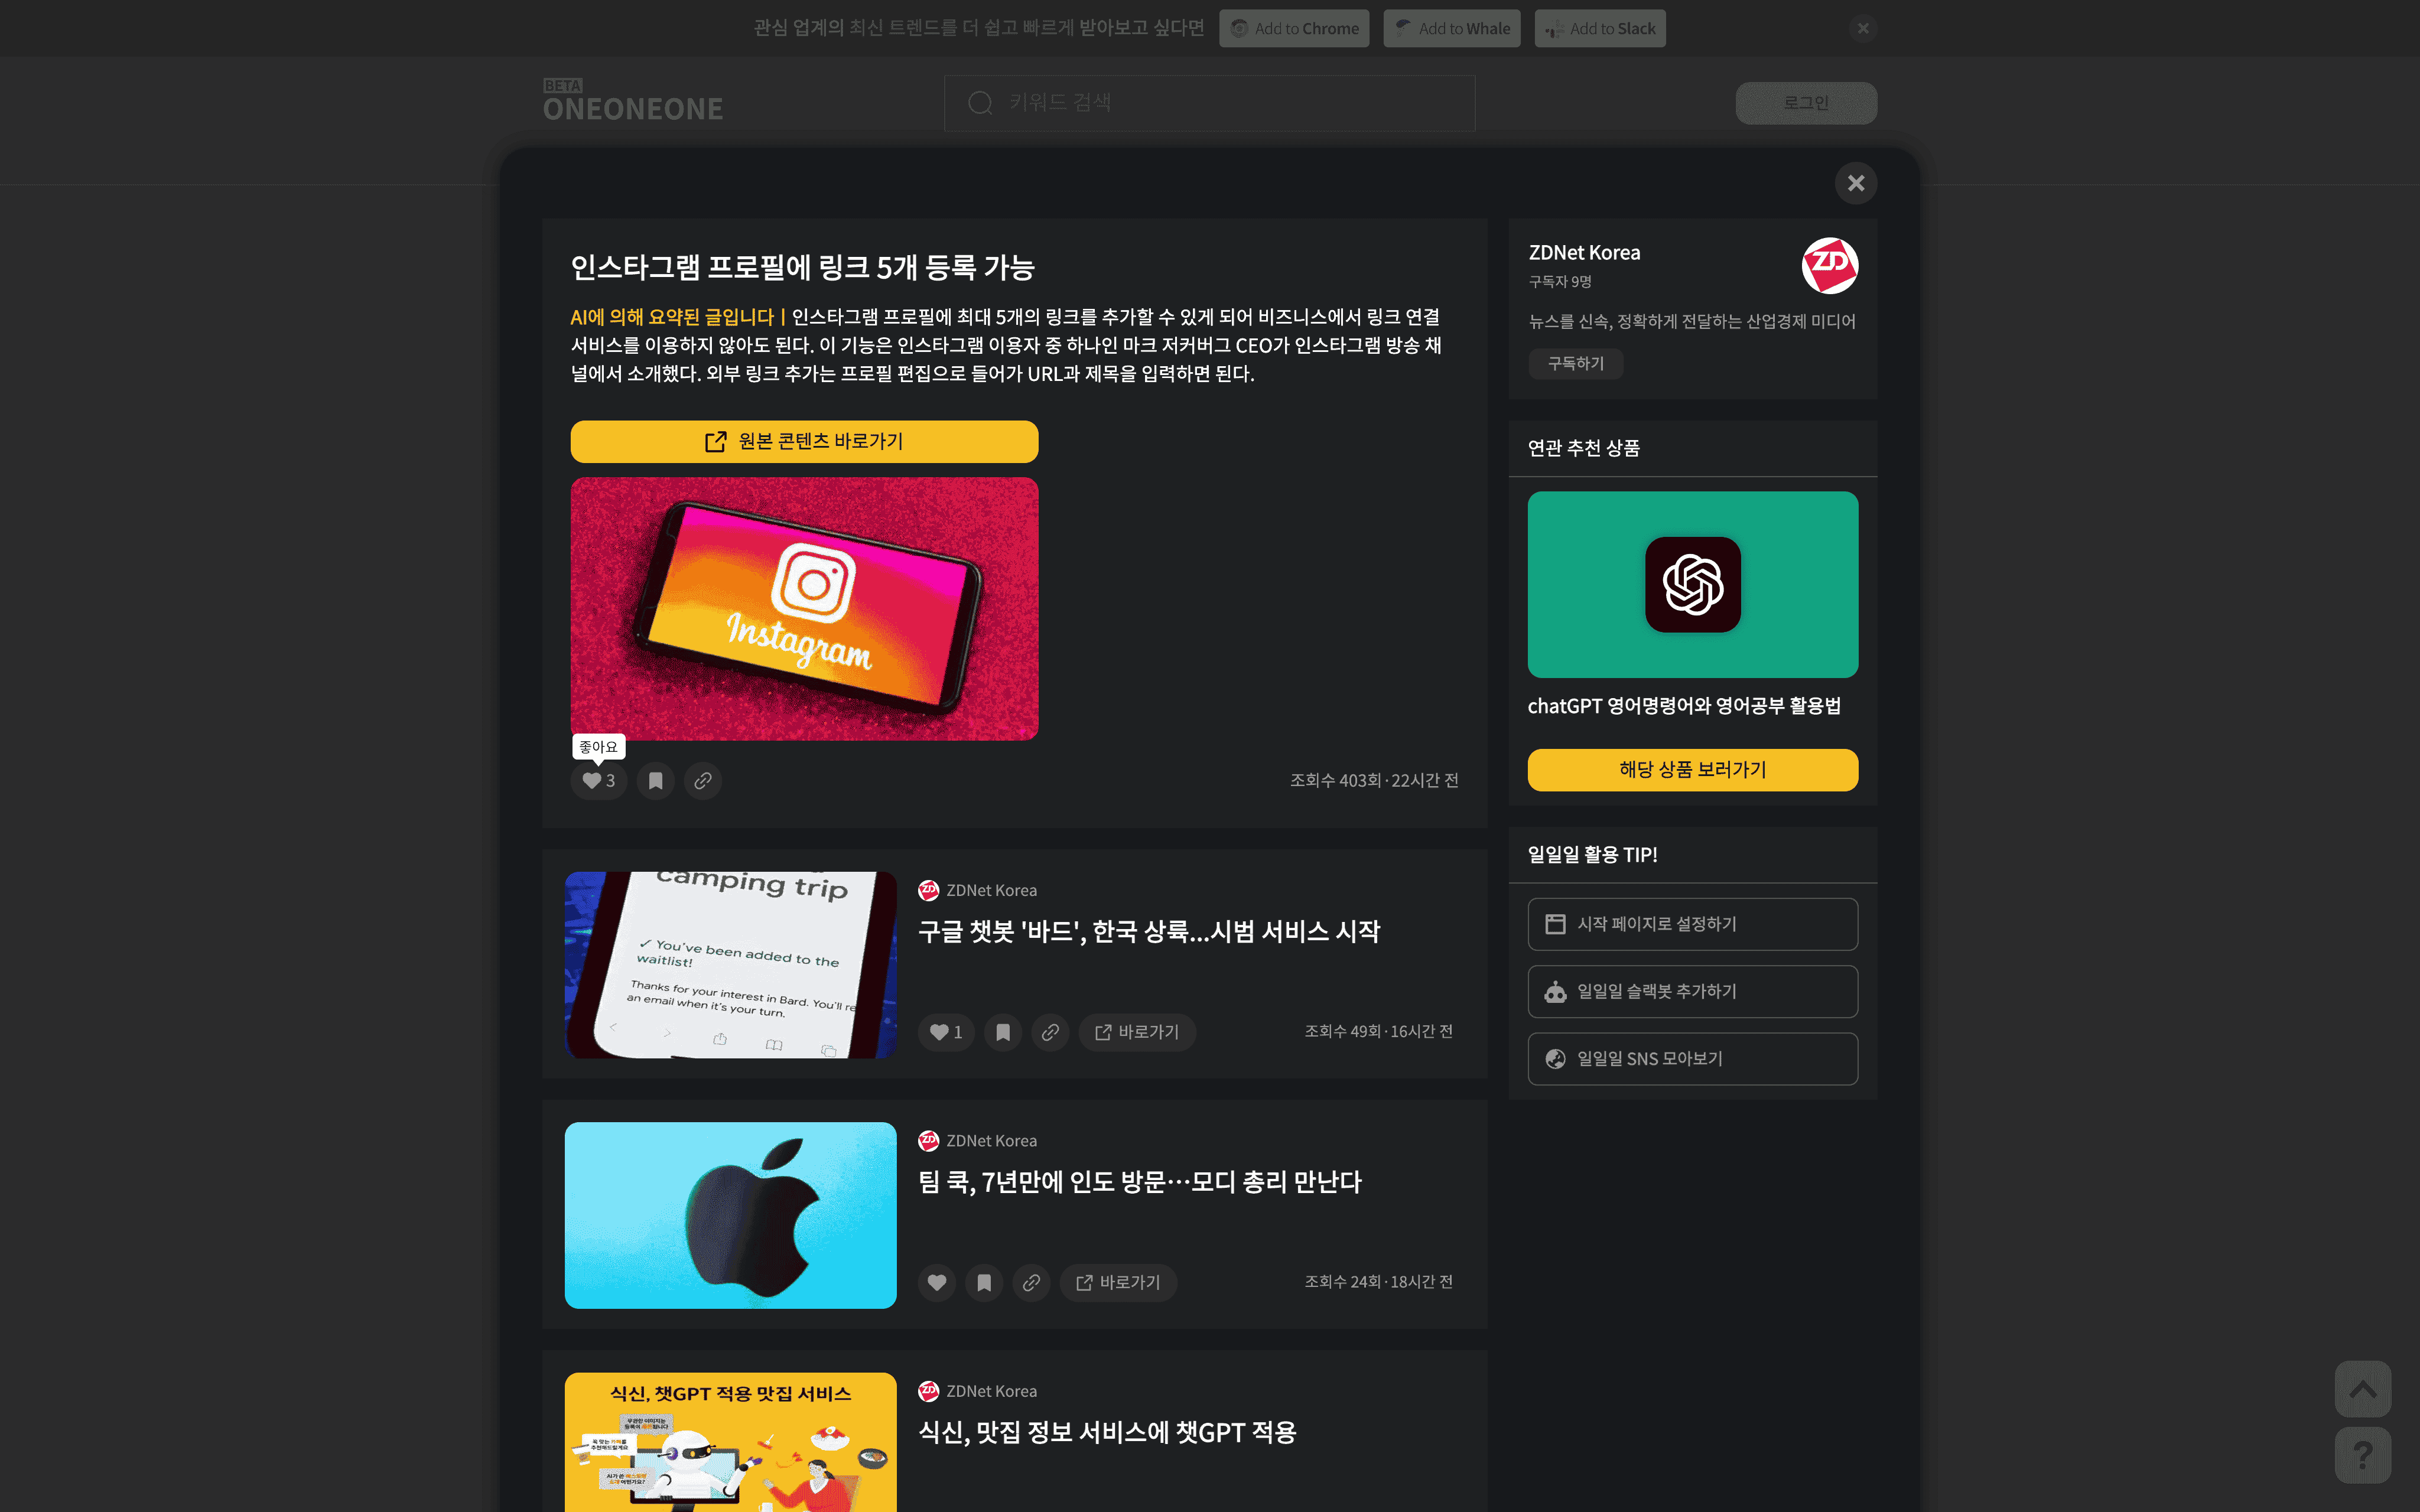 관심 업계의 최신 트렌드를 더 쉽고 빠르게 받아보고 싶다면
Add to Chrome
Add to Whale
Add to Slack
BETA
ONEONEONE
키워드 검색
로그인
인스타그램 프로필에 링크 5개 등록 가능
AI에 의해 요약된 글입니다 | 인스타그램 프로필에 최대 5개의 링크를 추가할 수 있게 되어 비즈니스에서 링크 연결
서비스를 이용하지 않아도 된다. 이 기능은 인스타그램 이용자 중 하나인 마크 저커버그 CEO가 인스타그램 방송 채
널에서 소개했다. 외부 링크 추가는 프로필 편집으로 들어가 URL과 제목을 입력하면 된다.
원본 콘텐츠 바로가기
Instagram
좋아요
3
조회수 403회·22시간 전
camping trip
✓ You've been added to the
waitlist!
Thanks for your interest in Bard. You'll re
an email when it's your turn.
ZDNet Korea
구글 챗봇 '바드', 한국 상륙...시범 서비스 시작
1
바로가기
조회수 49회·16시간 전
ZDNet Korea
팀 쿡, 7년만에 인도 방문…모디 총리 만난다
바로가기
조회수 24회·18시간 전
식신, 챗GPT 적용 맛집 서비스
ZDNet Korea
식신, 맛집 정보 서비스에 챗GPT 적용
ZDNet Korea
구독자 9명
ZD
뉴스를 신속, 정확하게 전달하는 산업경제 미디어
구독하기
연관 추천 상품
chatGPT 영어명령어와 영어공부 활용법
해당 상품 보러가기
일일일 활용 TIP!
시작 페이지로 설정하기
일일일 슬랙봇 추가하기
일일일 SNS 모아보기
?